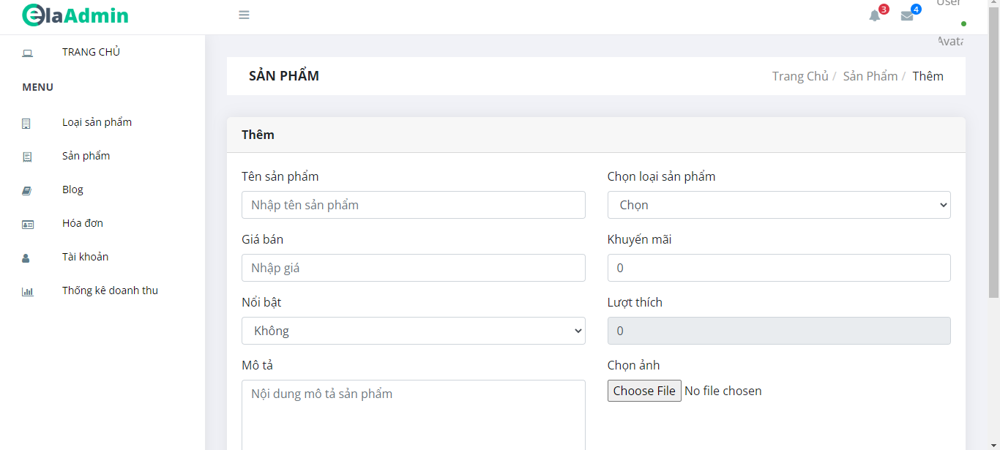 elaAdmin
3
4
User
Avata
TRANG CHỦ
MENU
Loại sản phẩm
Sản phẩm
Blog
Hóa đơn
Tài khoản
Thống kê doanh thu
SẢN PHẨM
Trang Chủ / Sản Phẩm / Thêm
Thêm
Tên sản phẩm
Nhập tên sản phẩm
Chọn loại sản phẩm
Chọn
Giá bán
Nhập giá
Khuyến mãi
0
Nổi bật
Không
Lượt thích
0
Mô tả
Nội dung mô tả sản phẩm
Chọn ảnh
Choose File No file chosen